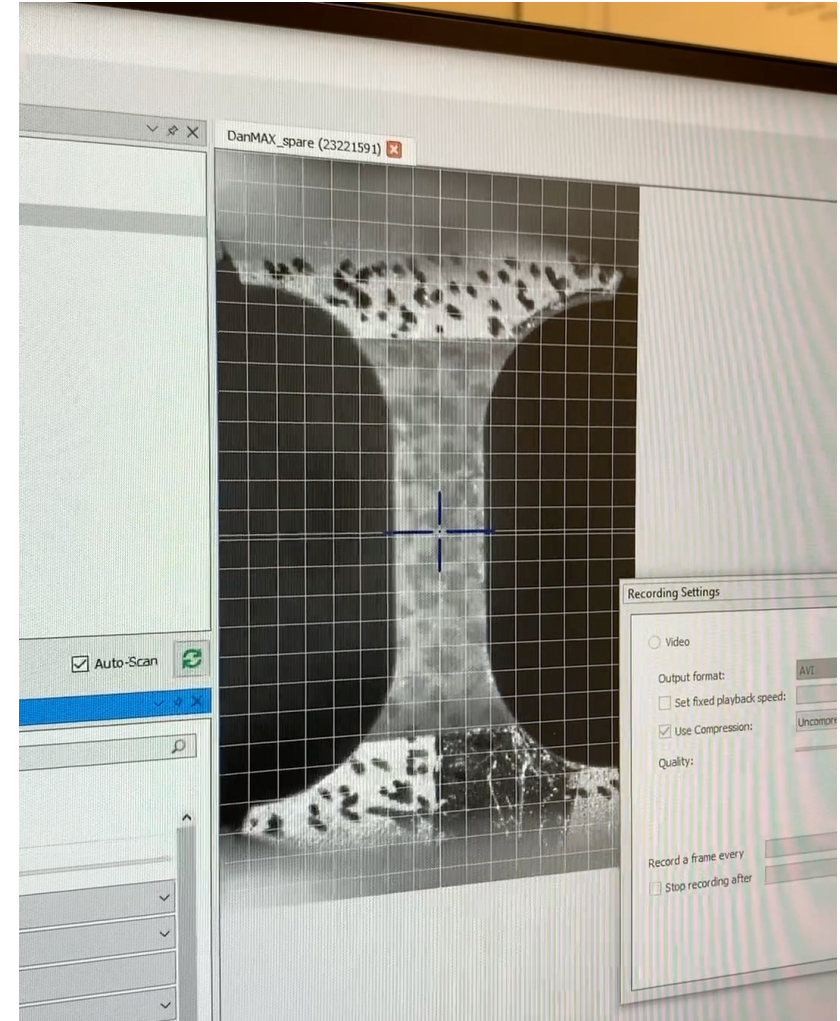 DanMAX_spare (23221591)
Auto-Scan
Recording Settings
Video
Output format:
AVI
Set fixed playback speed:
Use Compression:
Quality:
Record a frame every
Stop recording after